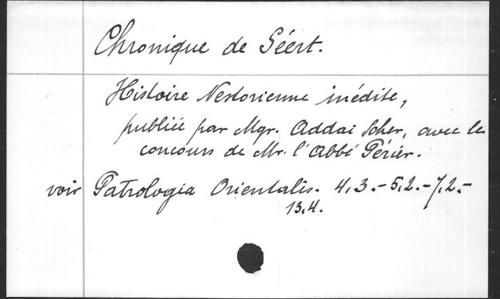 Chronique de Séert.
Histoire Nestorienne inédite,
publiée par Mgr. Addai Scher, avec le
concours de Mr. l'Abbé Périer.
voir Patrologia Orientalis. 4,3.-5,2.-7,2.-
13,4.